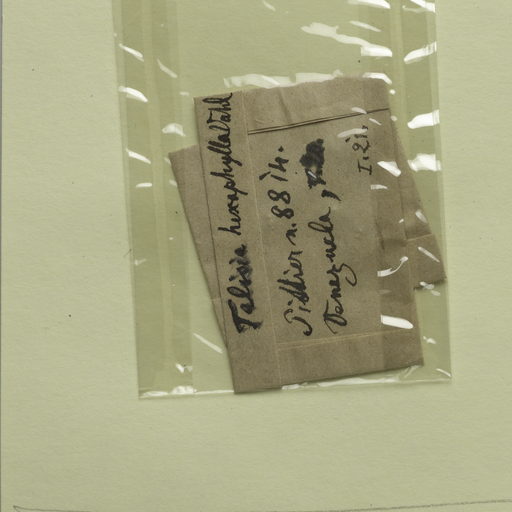 Talisia hexaphylla Vahl
Pittier n. 8814.
Venezuela,
I. 21.